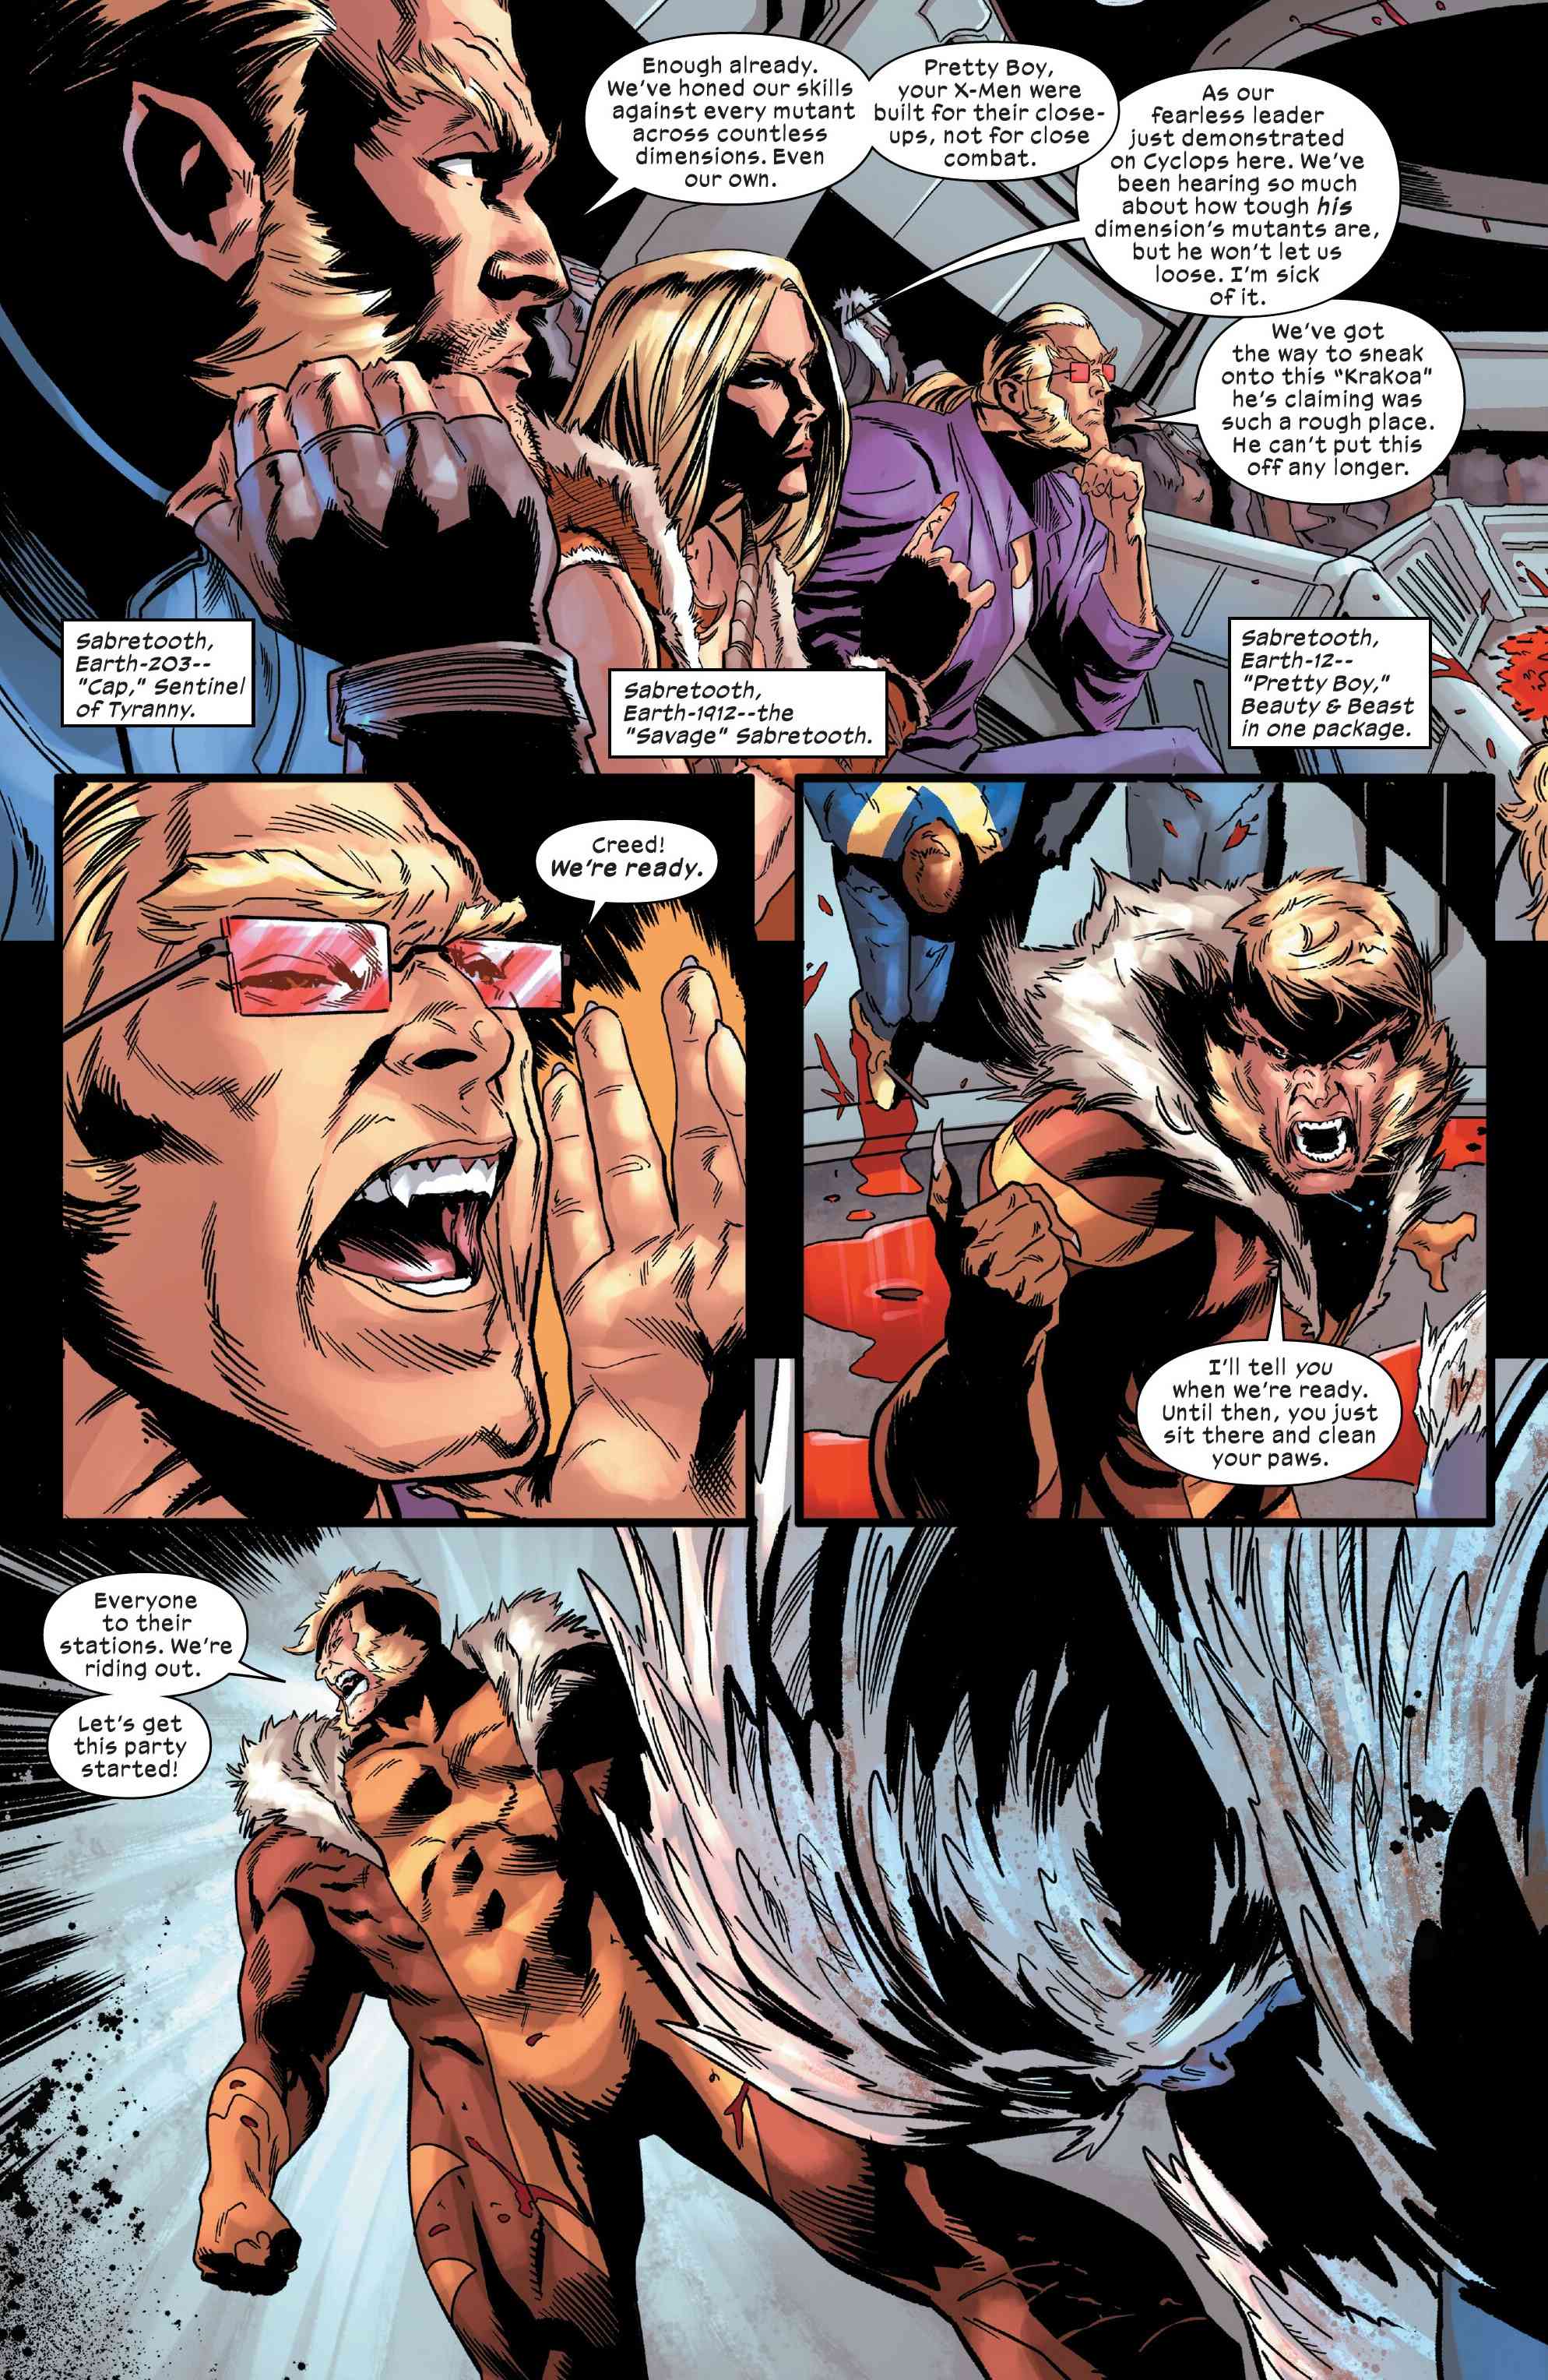 Enough already.
We've honed our skills
against every mutant
across countless
dimensions. Even
our own.
Pretty Boy,
your X-Men were
built for their close-
ups, not for close
combat.
As our
fearless leader
just demonstrated
on Cyclops here. We've
been hearing so much
about how tough his
dimension's mutants are,
but he won't let us
loose. I'm sick
of it.
We've got
the way to sneak
onto this "Krakoa"
he's claiming was
such a rough place.
He can't put this
off any longer.
Sabretooth,
Earth-203--
"Cap," Sentinel
of Tyranny.
Sabretooth,
Earth-1912--the
"Savage" Sabretooth.
Sabretooth,
Earth-12--
"Pretty Boy,"
Beauty & Beast
in one package.
Creed!
We're ready.
I'll tell you
when we're ready.
Until then, you just
sit there and clean
your paws.
Everyone
to their
stations. We're
riding out.
Let's get
this party
started!